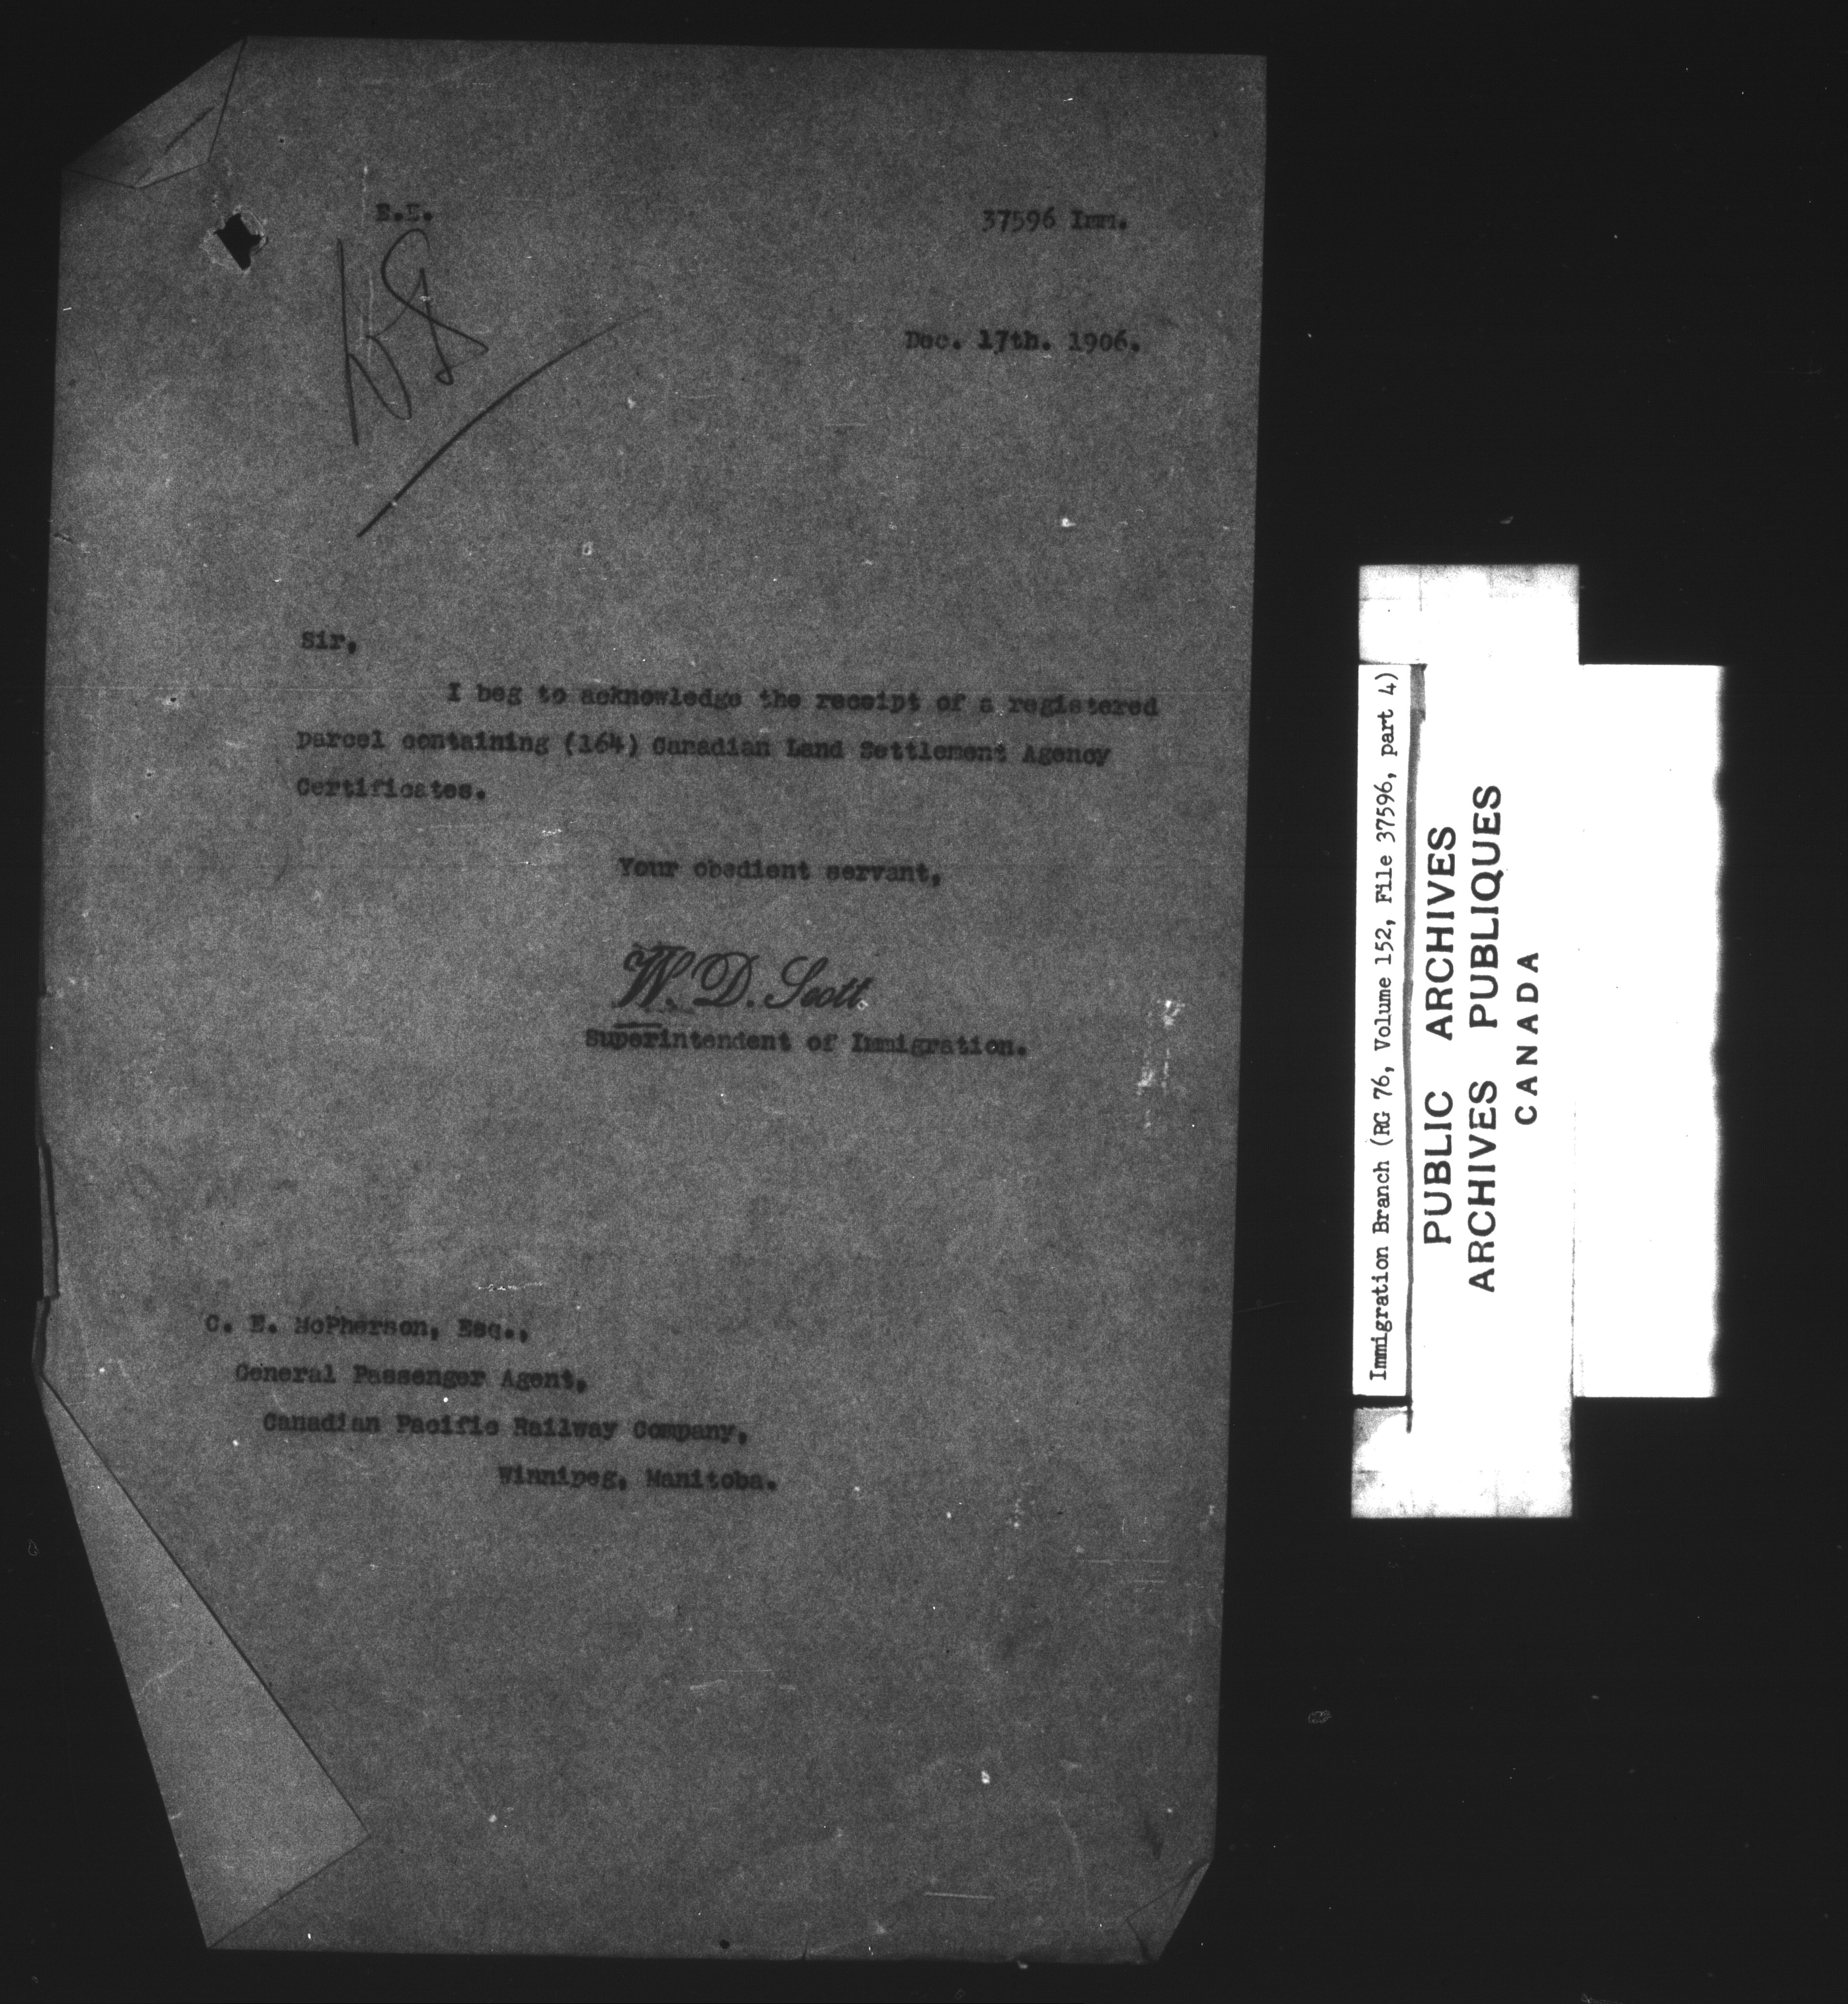 37596 Imm.
Dec. 17th. 1906.
Sir,
I beg to acknowledge the receipt of a registered
parcel containing (164) Canadian Land Settlement Agency
Certificates.
Your obedient servant,
W. D. Scott
Superintendent of Immigration.
C. E. McPherson, Esq.,
General Passenger Agent,
Canadian Pacific Railway Company,
Winnipeg, Manitoba.
Immigration Branch (RG 76, Volume 152, File 37596, part 4)
PUBLIC ARCHIVES
ARCHIVES PUBLIQUES
CANADA